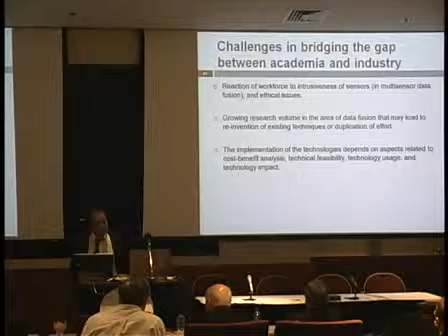 Challenges in bridging the gap
between academia and industry
Reaction of workforce to intrusiveness of sensors (in multisensor data
fusion), and ethical issues.
Growing research volume in the area of data fusion that may lead to
re-invention of existing techniques or duplication of effort
The implementation of the technologies depends on aspects related to
cost-benefit analysis, technical feasibility, technology usage, and
technology impact.